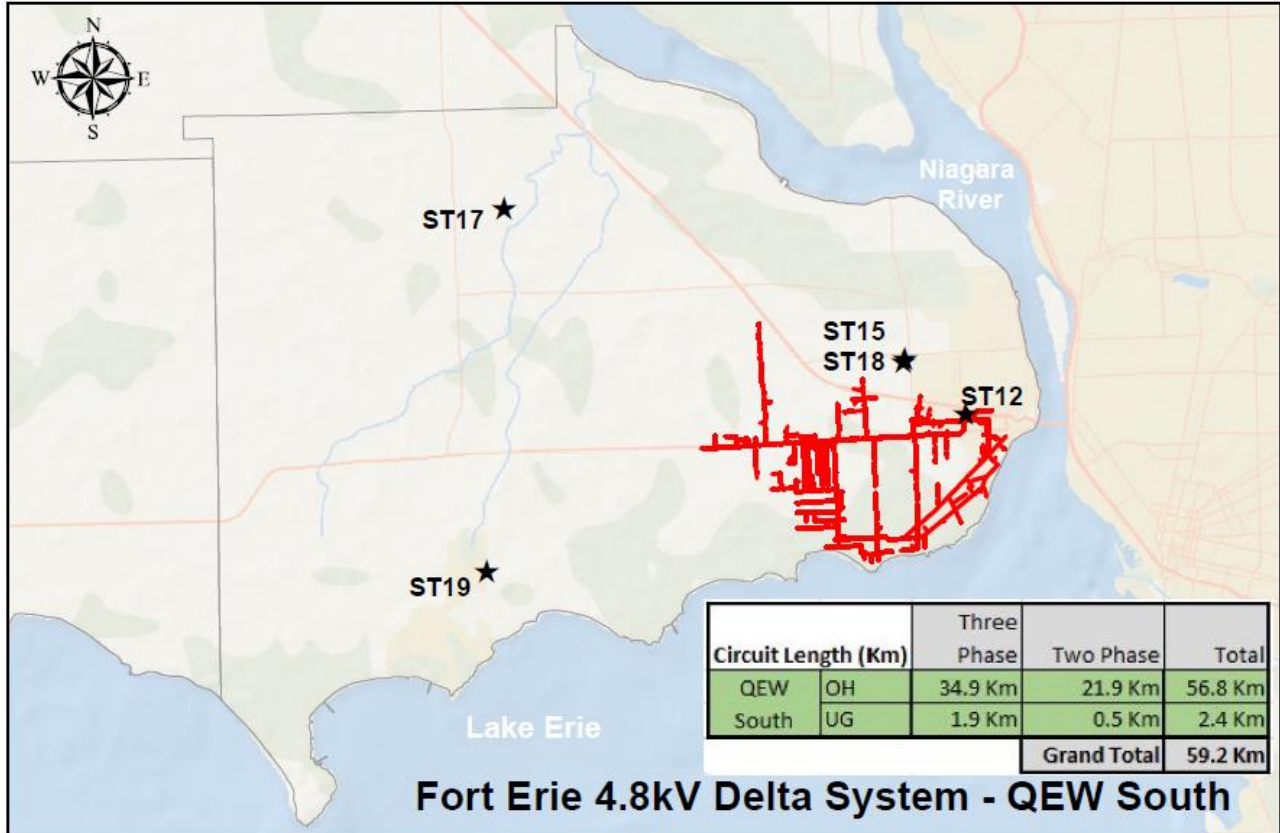 N
W E
S
Niagara
River
ST17
ST15
ST18
ST12
ST19
Lake Erie
Circuit Length (Km) Three Phase Two Phase Total
QEW South OH 34.9 Km 21.9 Km 56.8 Km
UG 1.9 Km 0.5 Km 2.4 Km
Grand Total 59.2 Km
Fort Erie 4.8kV Delta System - QEW South